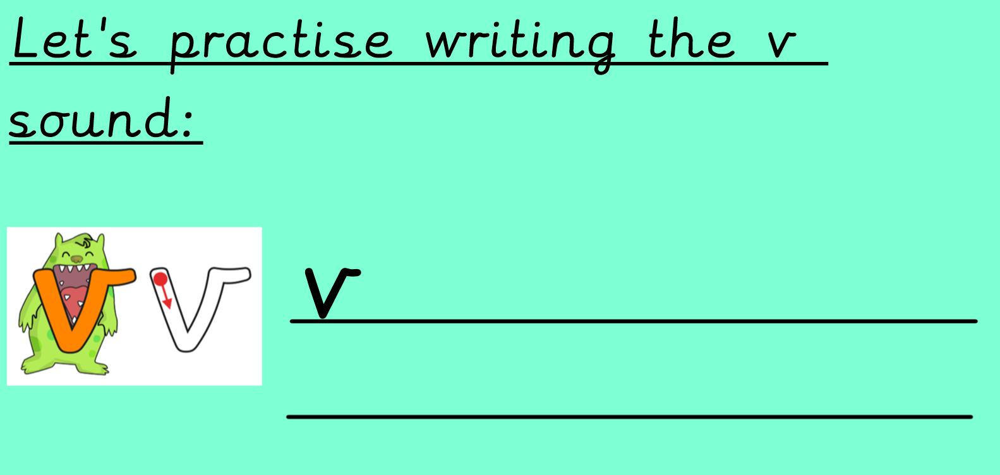 Let's practise writing the v
sound:
v v
v